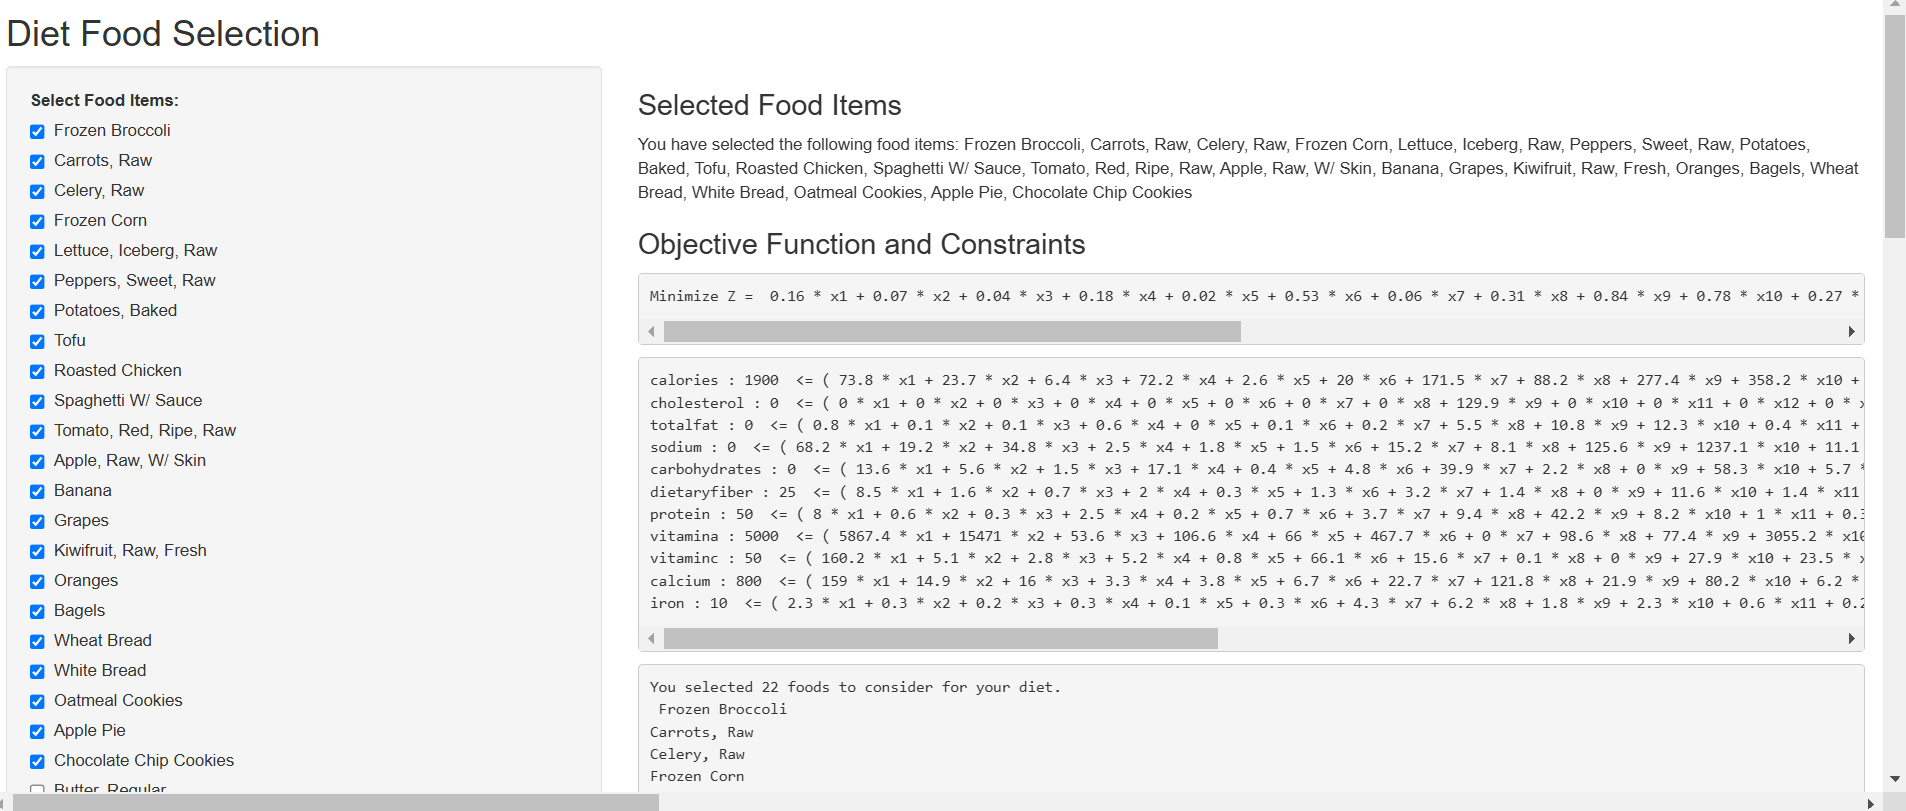 Diet Food Selection
Select Food Items:
Frozen Broccoli
Carrots, Raw
Celery, Raw
Frozen Corn
Lettuce, Iceberg, Raw
Peppers, Sweet, Raw
Potatoes, Baked
Tofu
Roasted Chicken
Spaghetti W/ Sauce
Tomato, Red, Ripe, Raw
Apple, Raw, W/ Skin
Banana
Grapes
Kiwifruit, Raw, Fresh
Oranges
Bagels
Wheat Bread
White Bread
Oatmeal Cookies
Apple Pie
Chocolate Chip Cookies
Butter, Regular
Selected Food Items
You have selected the following food items: Frozen Broccoli, Carrots, Raw, Celery, Raw, Frozen Corn, Lettuce, Iceberg, Raw, Peppers, Sweet, Raw, Potatoes,
Baked, Tofu, Roasted Chicken, Spaghetti W/ Sauce, Tomato, Red, Ripe, Raw, Apple, Raw, W/ Skin, Banana, Grapes, Kiwifruit, Raw, Fresh, Oranges, Bagels, Wheat
Bread, White Bread, Oatmeal Cookies, Apple Pie, Chocolate Chip Cookies
Objective Function and Constraints
Minimize Z =  0.16 * x1 + 0.07 * x2 + 0.04 * x3 + 0.18 * x4 + 0.02 * x5 + 0.53 * x6 + 0.06 * x7 + 0.31 * x8 + 0.84 * x9 + 0.78 * x10 + 0.27 *
calories : 1900  <= ( 73.8 * x1 + 23.7 * x2 + 6.4 * x3 + 72.2 * x4 + 2.6 * x5 + 20 * x6 + 171.5 * x7 + 88.2 * x8 + 277.4 * x9 + 358.2 * x10 +
cholesterol : 0  <= ( 0 * x1 + 0 * x2 + 0 * x3 + 0 * x4 + 0 * x5 + 0 * x6 + 0 * x7 + 0 * x8 + 129.9 * x9 + 0 * x10 + 0 * x11 + 0 * x12 + 0 *
totalfat : 0  <= ( 0.8 * x1 + 0.1 * x2 + 0.1 * x3 + 0.6 * x4 + 0 * x5 + 0.1 * x6 + 0.2 * x7 + 5.5 * x8 + 10.8 * x9 + 12.3 * x10 + 0.4 * x11 +
sodium : 0  <= ( 68.2 * x1 + 19.2 * x2 + 34.8 * x3 + 2.5 * x4 + 1.8 * x5 + 1.5 * x6 + 15.2 * x7 + 8.1 * x8 + 125.6 * x9 + 1237.1 * x10 + 11.1
carbohydrates : 0  <= ( 13.6 * x1 + 5.6 * x2 + 1.5 * x3 + 17.1 * x4 + 0.4 * x5 + 4.8 * x6 + 39.9 * x7 + 2.2 * x8 + 0 * x9 + 58.3 * x10 + 5.7 *
dietaryfiber : 25  <= ( 8.5 * x1 + 1.6 * x2 + 0.7 * x3 + 2 * x4 + 0.3 * x5 + 1.3 * x6 + 3.2 * x7 + 1.4 * x8 + 0 * x9 + 11.6 * x10 + 1.4 * x11
protein : 50  <= ( 8 * x1 + 0.6 * x2 + 0.3 * x3 + 2.5 * x4 + 0.2 * x5 + 0.7 * x6 + 3.7 * x7 + 9.4 * x8 + 42.2 * x9 + 8.2 * x10 + 1 * x11 + 0.3
vitamina : 5000  <= ( 5867.4 * x1 + 15471 * x2 + 53.6 * x3 + 106.6 * x4 + 66 * x5 + 467.7 * x6 + 0 * x7 + 98.6 * x8 + 77.4 * x9 + 3055.2 *
vitaminc : 50  <= ( 160.2 * x1 + 5.1 * x2 + 2.8 * x3 + 5.2 * x4 + 0.8 * x5 + 66.1 * x6 + 15.6 * x7 + 0.1 * x8 + 0 * x9 + 27.9 * x10 + 23.5 *
calcium : 800  <= ( 159 * x1 + 14.9 * x2 + 16 * x3 + 3.3 * x4 + 3.8 * x5 + 6.7 * x6 + 22.7 * x7 + 121.8 * x8 + 21.9 * x9 + 80.2 * x10 + 6.2 *
iron : 10  <= ( 2.3 * x1 + 0.3 * x2 + 0.2 * x3 + 0.3 * x4 + 0.1 * x5 + 0.3 * x6 + 4.3 * x7 + 6.2 * x8 + 1.8 * x9 + 2.3 * x10 + 0.6 * x11 + 0.2
You selected 22 foods to consider for your diet.
Frozen Broccoli
Carrots, Raw
Celery, Raw
Frozen Corn